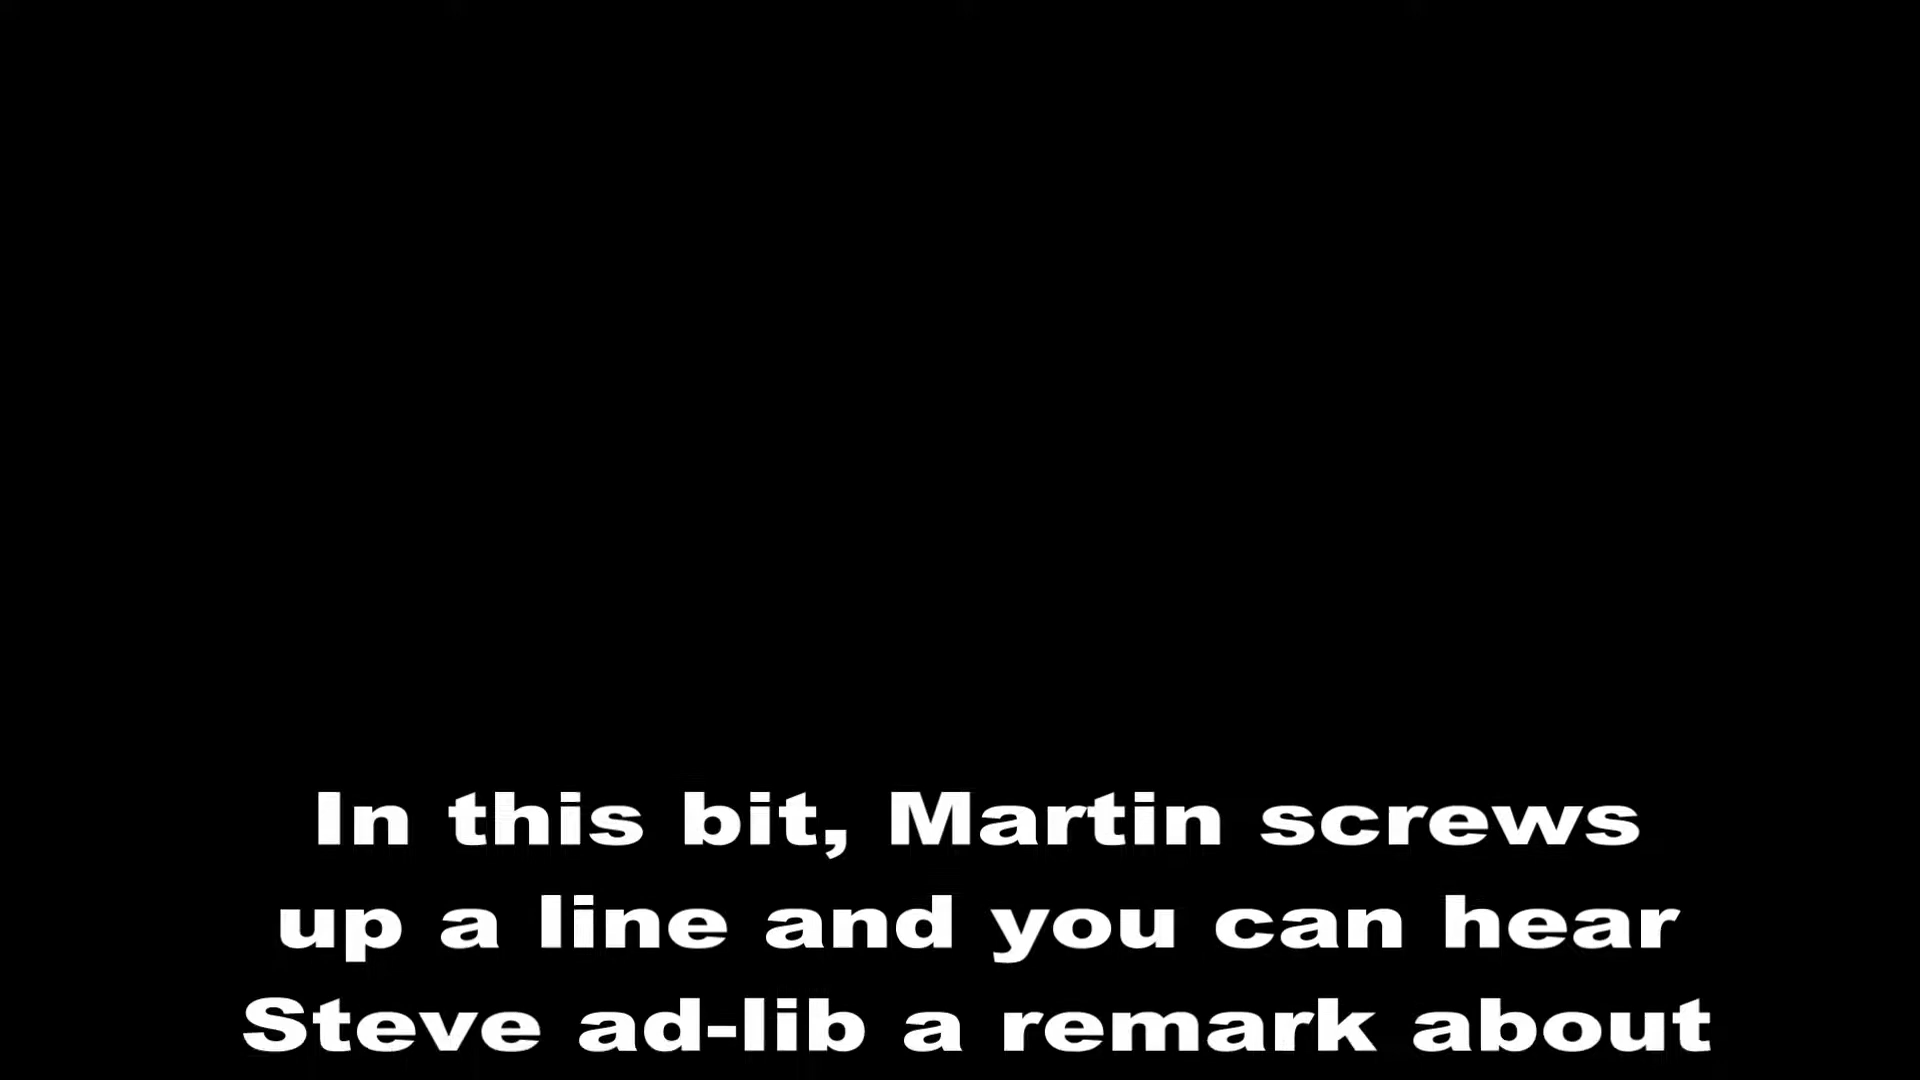 In this bit, Martin screws
up a line and you can hear
Steve ad-lib a remark about